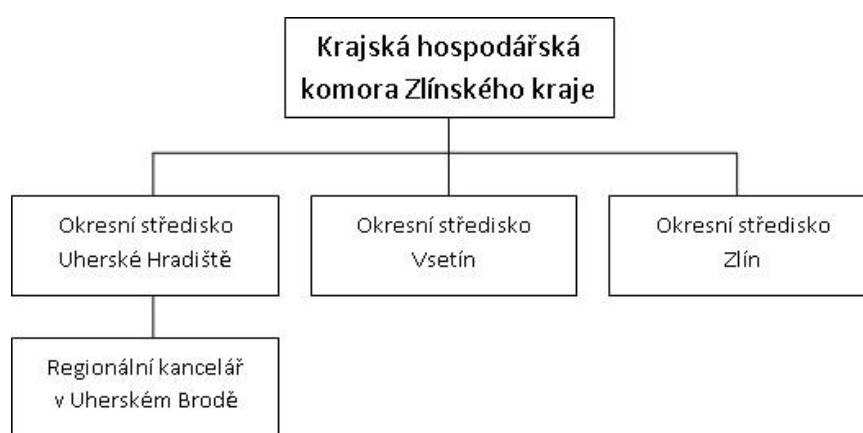 Krajská hospodářská
komora Zlínského kraje
Okresní středisko
Uherské Hradiště
Okresní středisko
Vsetín
Okresní středisko
Zlín
Regionální kancelář
v Uherském Brodě